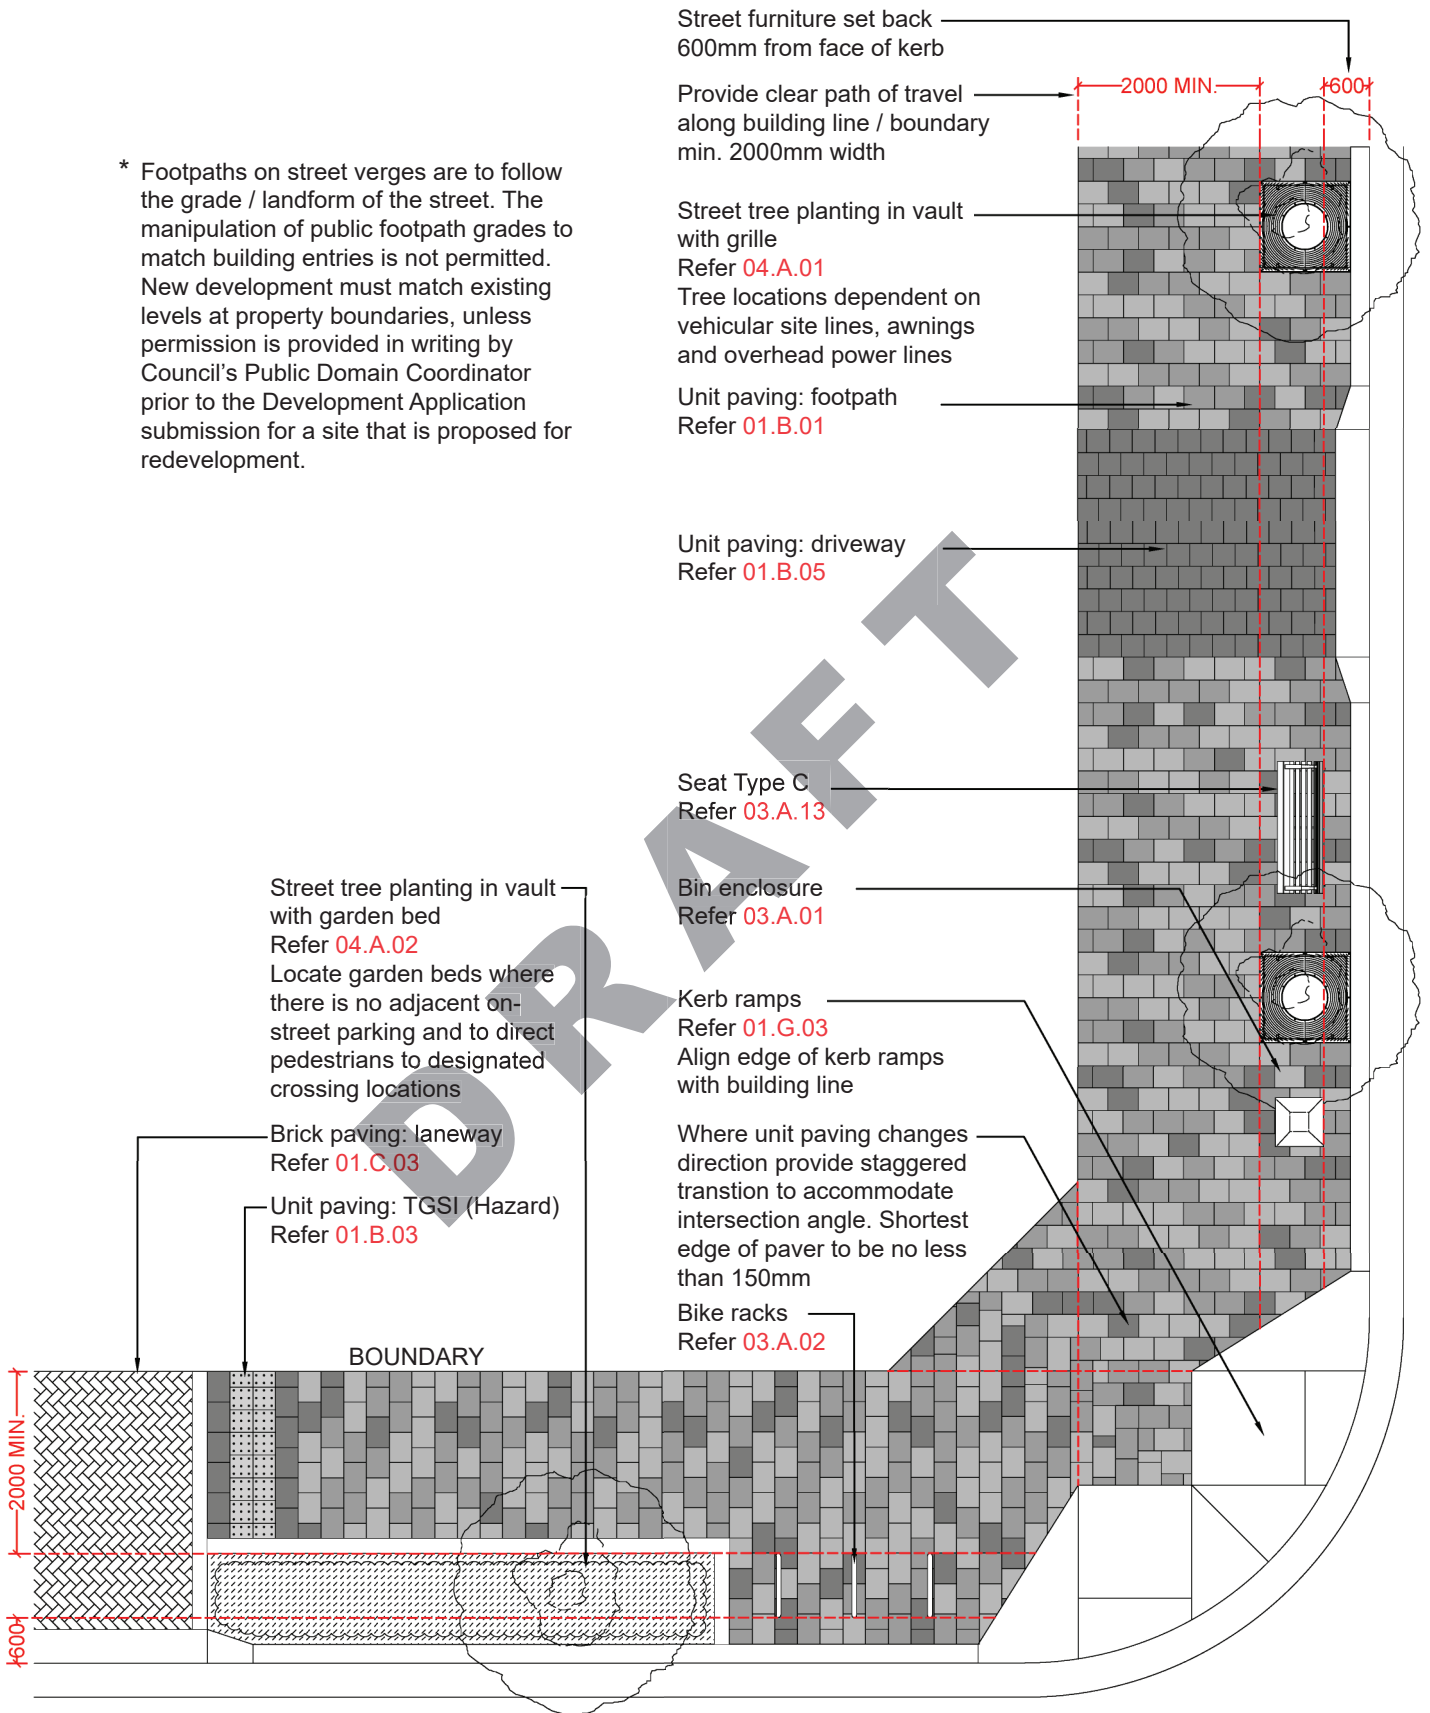 Street furniture set back
600mm from face of kerb
2000 MIN.
600
Provide clear path of travel
along building line / boundary
min. 2000mm width
* Footpaths on street verges are to follow
the grade / landform of the street. The
manipulation of public footpath grades to
match building entries is not permitted.
New development must match existing
levels at property boundaries, unless
permission is provided in writing by
Council's Public Domain Coordinator
prior to the Development Application
submission for a site that is proposed for
redevelopment.
Street tree planting in vault
with grille
Refer 04.A.01
Tree locations dependent on
vehicular site lines, awnings
and overhead power lines
Unit paving: footpath
Refer 01.B.01
Unit paving: driveway
Refer 01.B.05
DRAFT
Seat Type C
Refer 03.A.13
Street tree planting in vault
with garden bed
Refer 04.A.02
Locate garden beds where
there is no adjacent on-
street parking and to direct
pedestrians to designated
crossing locations
Bin enclosure
Refer 03.A.01
Kerb ramps
Refer 01.G.03
Align edge of kerb ramps
with building line
Brick paving: laneway
Refer 01.C.03
Unit paving: TGSI (Hazard)
Refer 01.B.03
Where unit paving changes
direction provide staggered
transtion to accommodate
intersection angle. Shortest
edge of paver to be no less
than 150mm
Bike racks
Refer 03.A.02
BOUNDARY
2000 MIN.
600